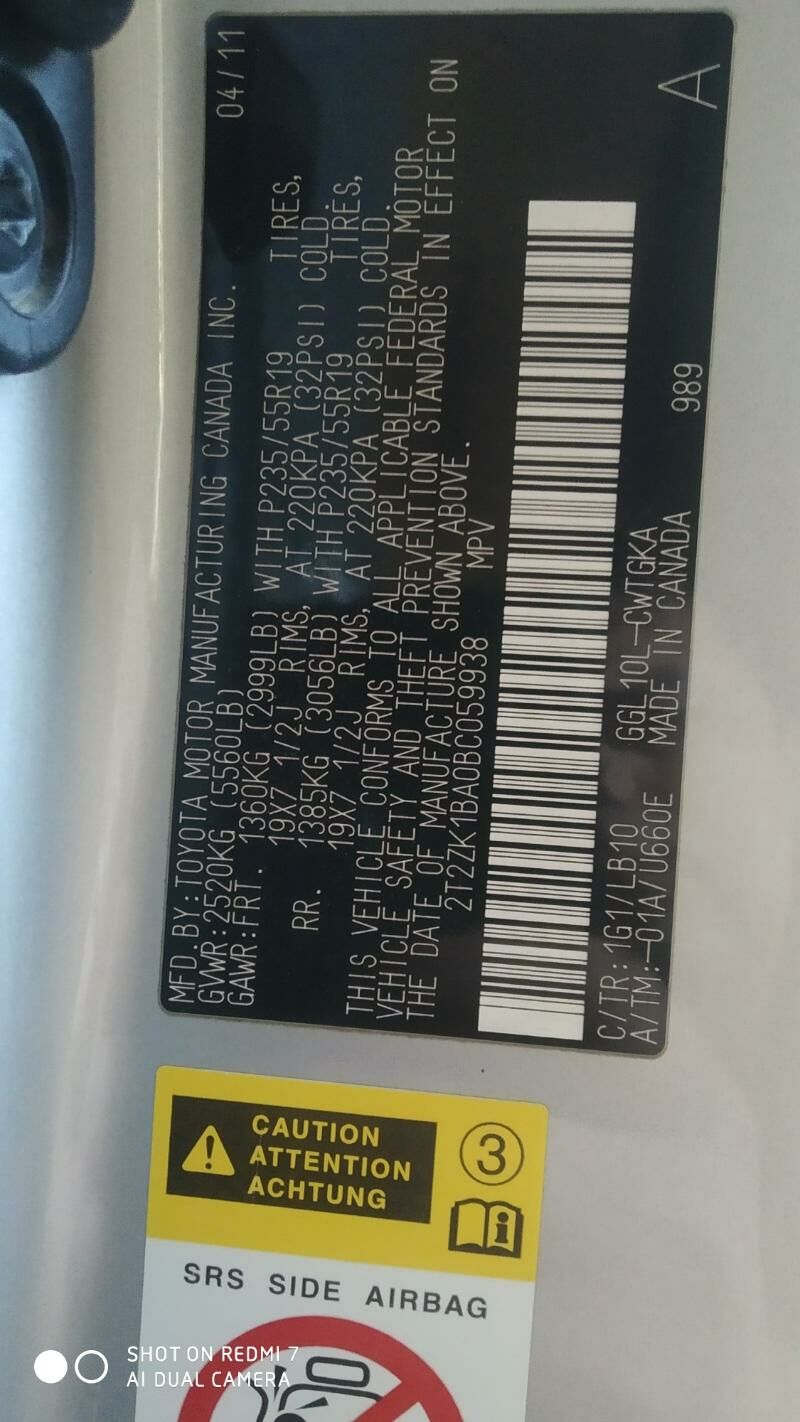 MFD.BY:TOYOTA MOTOR MANUFACTURING CANADA INC. 04/11
GVWR:2520KG (5560LB)
GAWR:FRT. 1360KG (2999LB) WITH P235/55R19 TIRES,
19X7 1/2J RIMS, AT 220KPA (32PSI) COLD.
RR. 1385KG (3056LB) WITH P235/55R19 TIRES,
19X7 1/2J RIMS, AT 220KPA (32PSI) COLD.
THIS VEHICLE CONFORMS TO ALL APPLICABLE FEDERAL MOTOR
VEHICLE SAFETY AND THEFT PREVENTION STANDARDS IN EFFECT ON
THE DATE OF MANUFACTURE SHOWN ABOVE.
2T2ZK1BA0BC059938 MPV
A
C/TR:1G1/LB10 GGL10L-CWTGKA 989
A/TM:-01A/U660E MADE IN CANADA
CAUTION
ATTENTION
ACHTUNG
3
SRS SIDE AIRBAG
SHOT ON REDMI 7
AI DUAL CAMERA